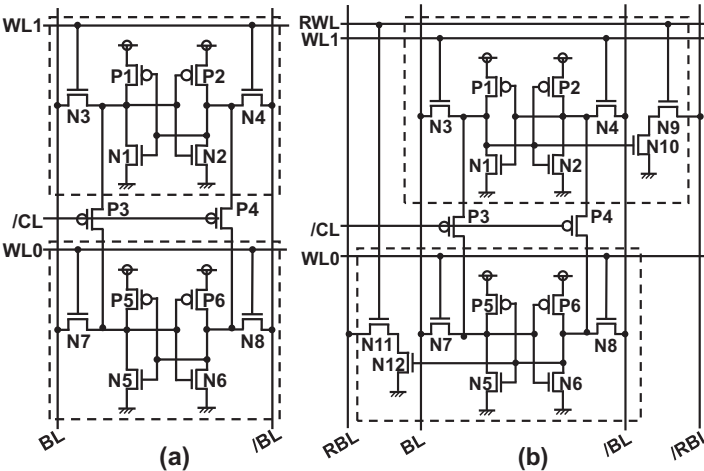 WL1
P1
P2
N3
N4
N1
N2
/CL
P3
P4
WL0
P5
P6
N7
N8
N5
N6
BL
/BL
(a)
RWL
WL1
P1
P2
N3
N4
N9
N1
N2
N10
/CL
P3
P4
WL0
P5
P6
N11
N7
N8
N12
N5
N6
RBL
BL
/BL
/RBL
(b)